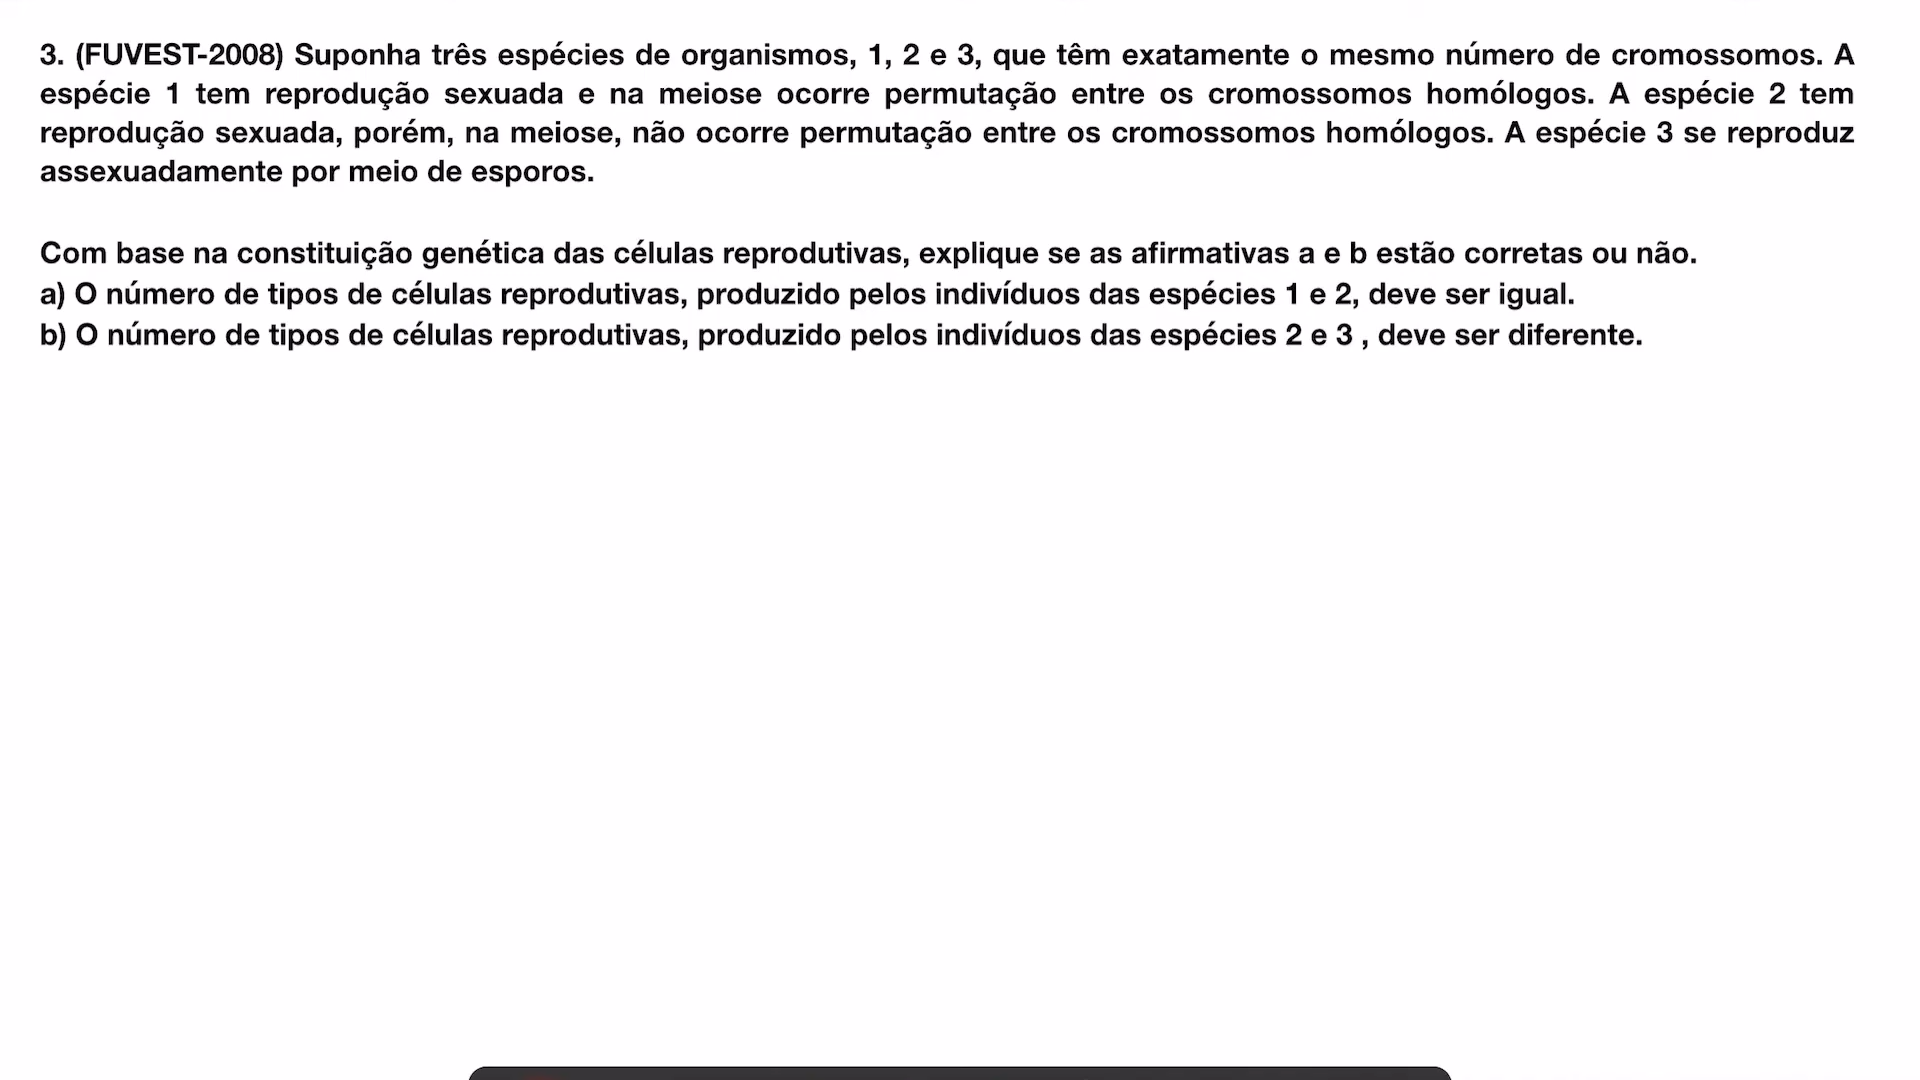 3. (FUVEST-2008) Suponha três espécies de organismos, 1, 2 e 3, que têm exatamente o mesmo número de cromossomos. A
espécie 1 tem reprodução sexuada e na meiose ocorre permutação entre os cromossomos homólogos. A espécie 2 tem
reprodução sexuada, porém, na meiose, não ocorre permutação entre os cromossomos homólogos. A espécie 3 se reproduz
assexuadamente por meio de esporos.
Com base na constituição genética das células reprodutivas, explique se as afirmativas a e b estão corretas ou não.
a) O número de tipos de células reprodutivas, produzido pelos indivíduos das espécies 1 e 2, deve ser igual.
b) O número de tipos de células reprodutivas, produzido pelos indivíduos das espécies 2 e 3 , deve ser diferente.